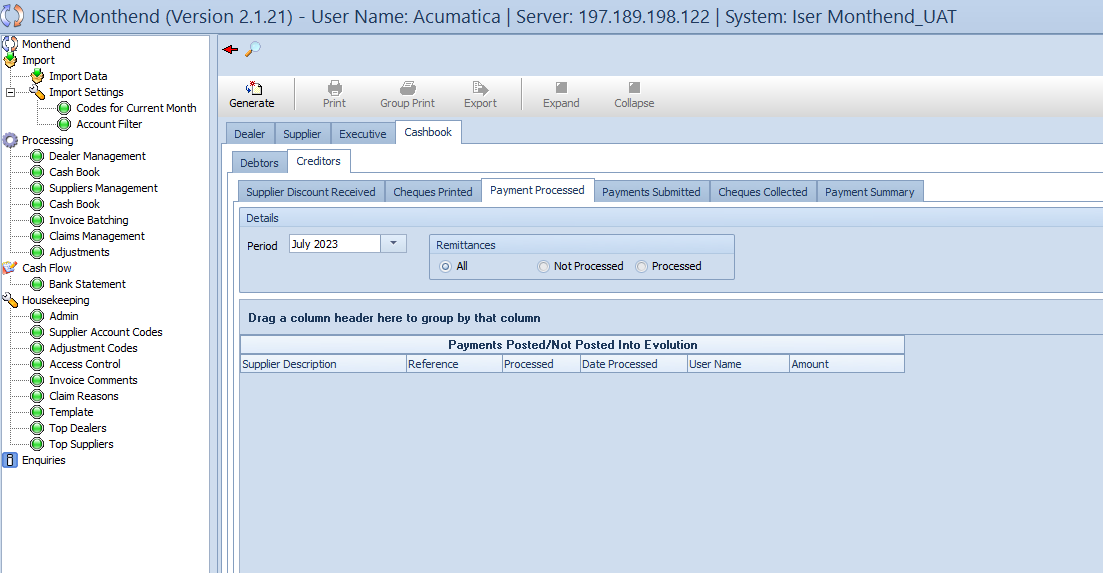 ISER Monthend (Version 2.1.21) - User Name: Acumatica | Server: 197.189.198.122 | System: Iser Monthend_UAT
Monthend
Import
Import Data
Import Settings
Codes for Current Month
Account Filter
Processing
Dealer Management
Cash Book
Suppliers Management
Cash Book
Invoice Batching
Claims Management
Adjustments
Cash Flow
Bank Statement
Housekeeping
Admin
Supplier Account Codes
Adjustment Codes
Access Control
Invoice Comments
Claim Reasons
Template
Top Dealers
Top Suppliers
Enquiries
Generate Print Group Print Export Expand Collapse
Dealer Supplier Executive Cashbook
Debtors Creditors
Supplier Discount Received Cheques Printed Payment Processed Payments Submitted Cheques Collected Payment Summary
Details
Period July 2023
Remittances
All Not Processed Processed
Drag a column header here to group by that column
Payments Posted/Not Posted Into Evolution
Supplier Description Reference Processed Date Processed User Name Amount